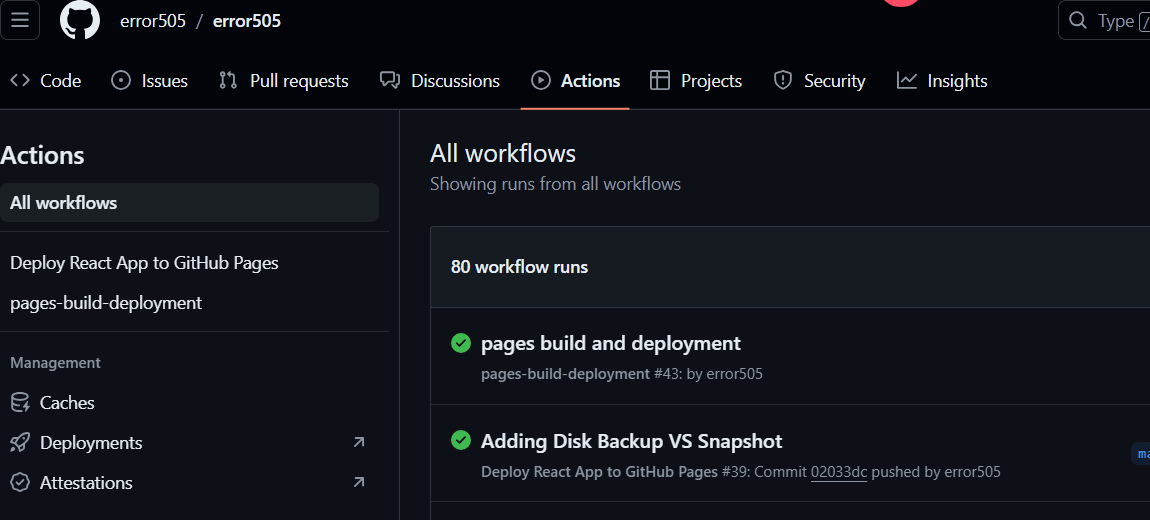 error505 / error505
Type /
Code Issues Pull requests Discussions Actions Projects Security Insights
Actions
All workflows
Deploy React App to GitHub Pages
pages-build-deployment
Management
Caches
Deployments
Attestations
All workflows
Showing runs from all workflows
80 workflow runs
pages build and deployment
pages-build-deployment #43: by error505
Adding Disk Backup VS Snapshot
ma
Deploy React App to GitHub Pages #39: Commit 02033dc pushed by error505